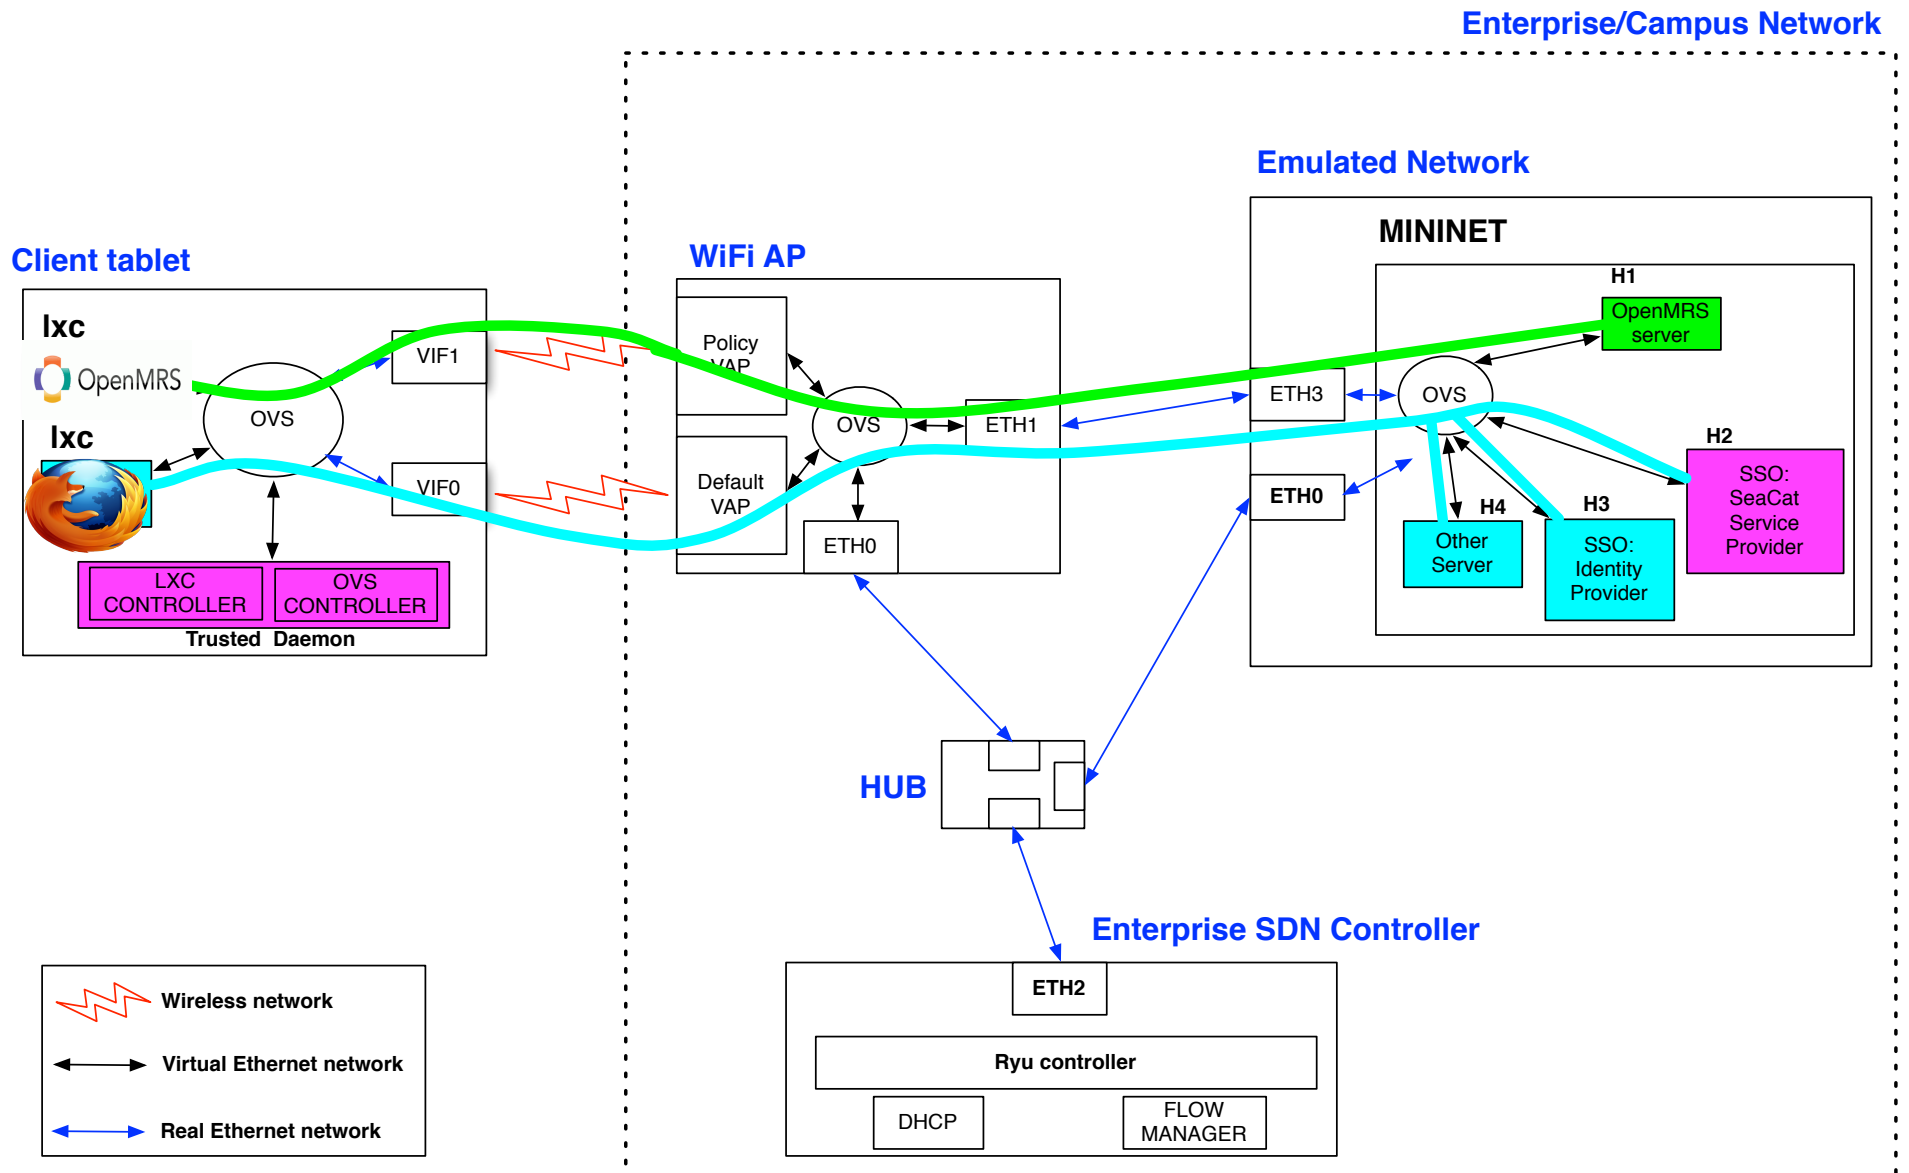 Enterprise/Campus Network
Emulated Network
MININET
H1
OpenMRS
server
WiFi AP
Client tablet
lxc
OpenMRS
OVS
VIF1
Policy
VAP
OVS
ETH1
ETH3
OVS
lxc
VIF0
Default
VAP
ETH0
ETH0
H2
SSO:
SeaCat
Service
Provider
H3
SSO:
Identity
Provider
H4
Other
Server
LXC
CONTROLLER
OVS
CONTROLLER
Trusted Daemon
HUB
Enterprise SDN Controller
ETH2
Ryu controller
DHCP
FLOW
MANAGER
Wireless network
Virtual Ethernet network
Real Ethernet network